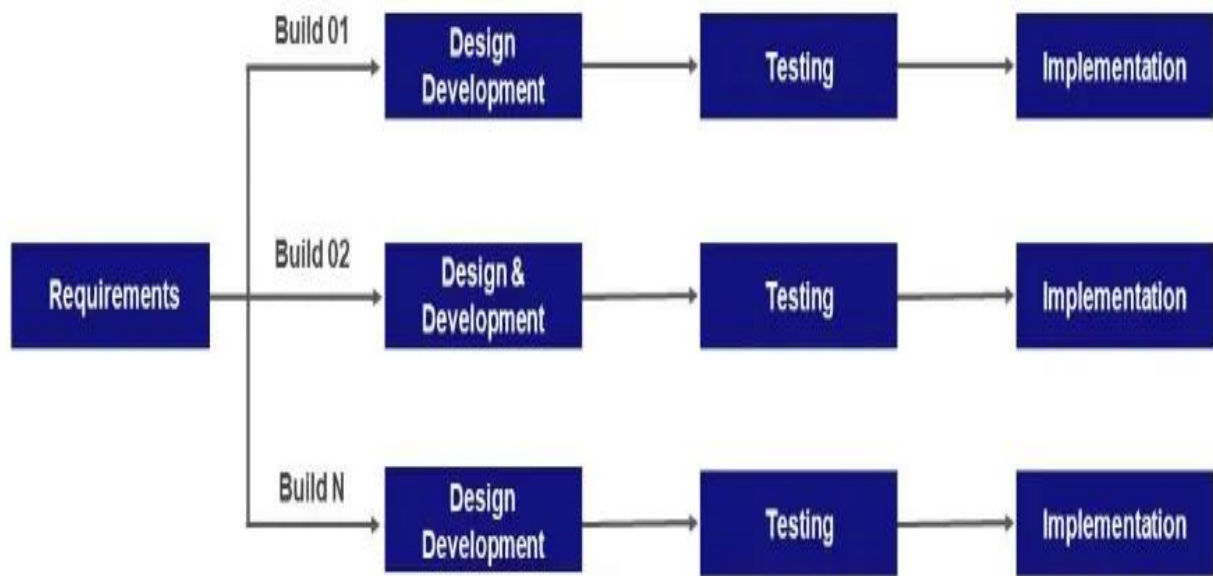 Build 01
Design
Development
Testing
Implementation
Requirements
Build 02
Design &
Development
Testing
Implementation
Build N
Design
Development
Testing
Implementation